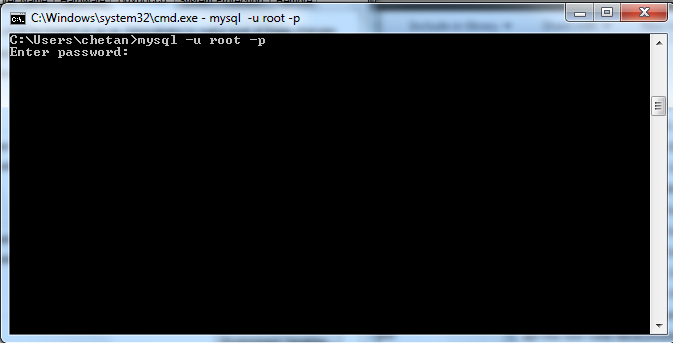 C:\Windows\system32\cmd.exe - mysql  -u root -p
C:\Users\chetan>mysql -u root -p
Enter password: